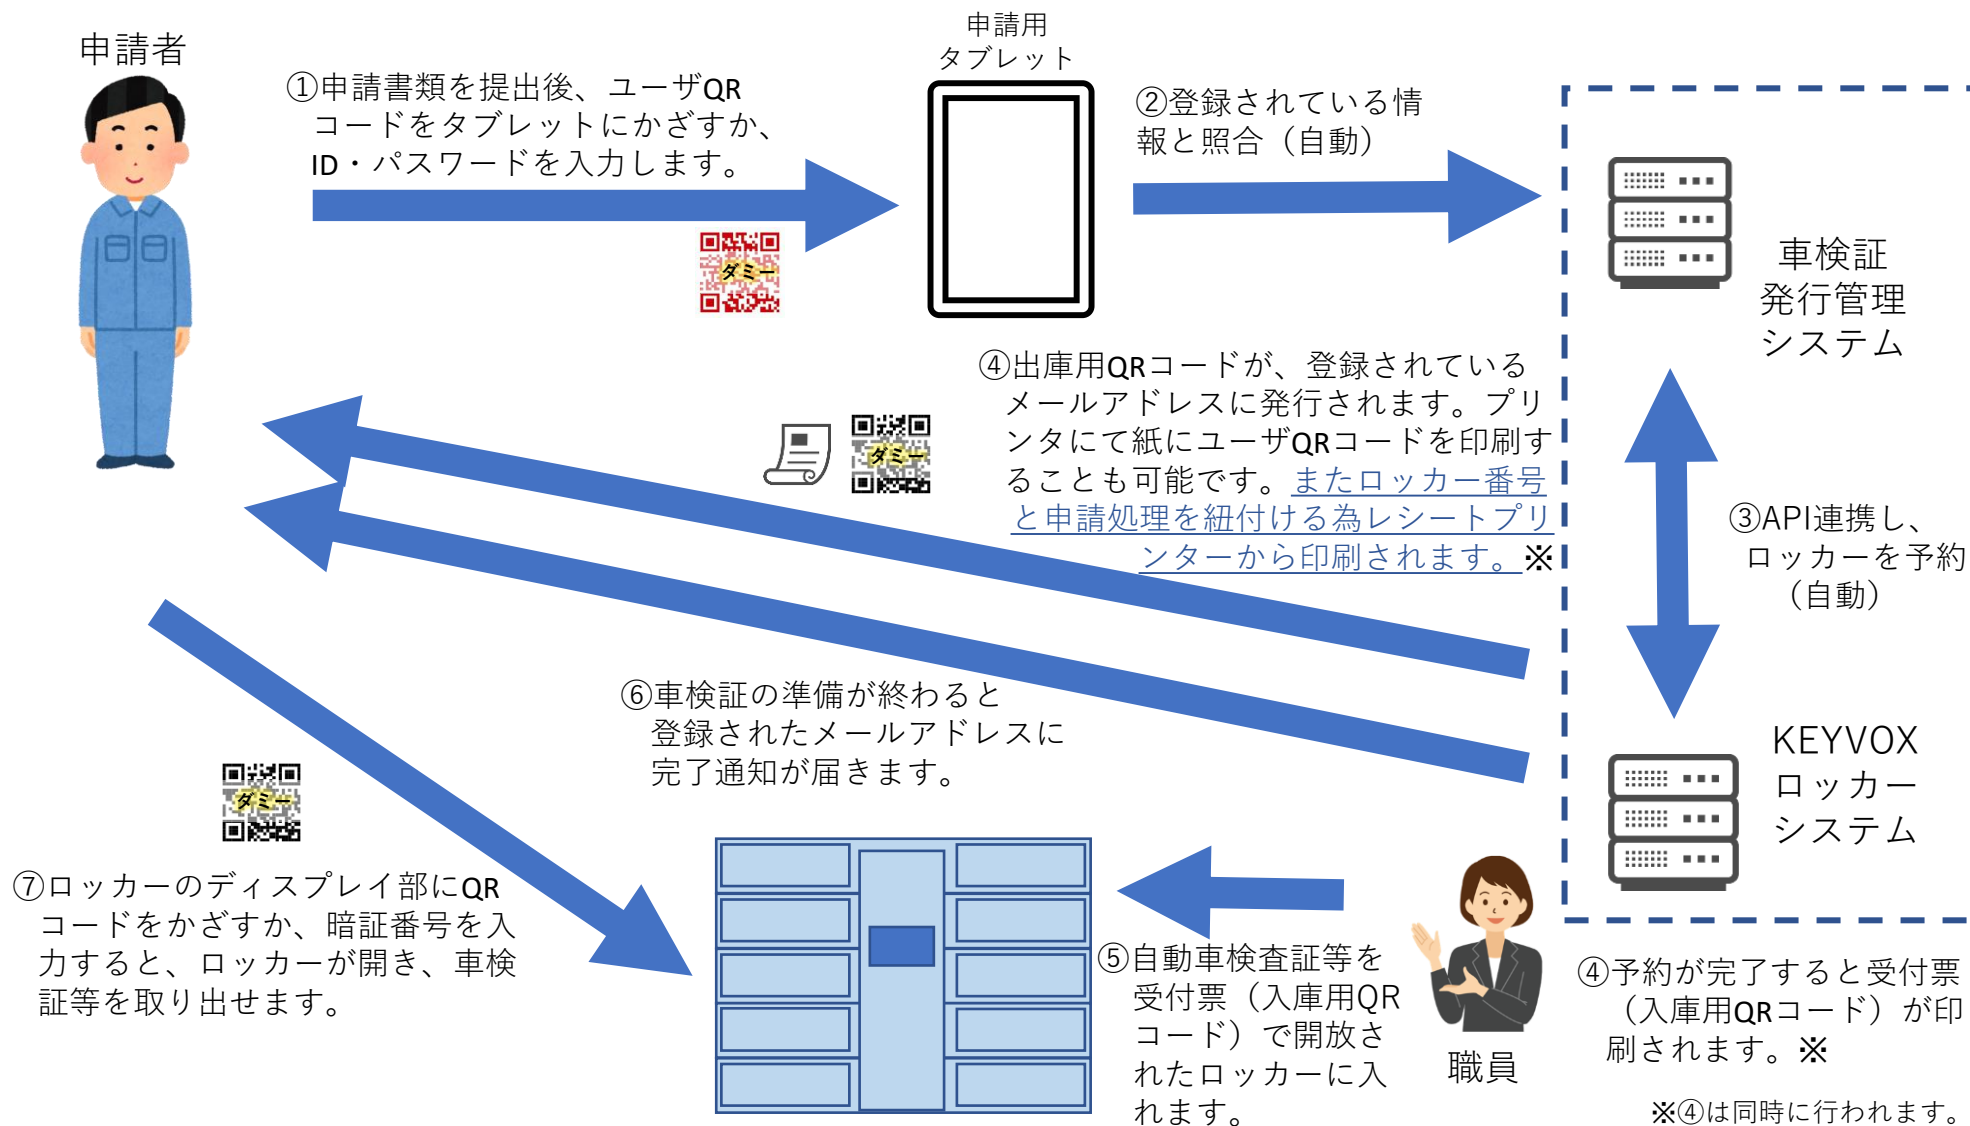 申請者
①申請書類を提出後、ユーザQR
コードをタブレットにかざすか、
ID・パスワードを入力します。
ダミー
申請用
タブレット
②登録されている情
報と照合（自動）
車検証
発行管理
システム
③API連携し、
ロッカーを予約
（自動）
KEYVOX
ロッカー
システム
④出庫用QRコードが、登録されている
メールアドレスに発行されます。プリ
ンタにて紙にユーザQRコードを印刷す
ることも可能です。またロッカー番号
と申請処理を紐付ける為レシートプリ
ンターから印刷されます。※
ダミー
④予約が完了すると受付票
（入庫用QRコード）が印
刷されます。※
※④は同時に行われます。
職員
⑤自動車検査証等を
受付票（入庫用QR
コード）で開放さ
れたロッカーに入
れます。
⑥車検証の準備が終わると
登録されたメールアドレスに
完了通知が届きます。
ダミー
⑦ロッカーのディスプレイ部にQR
コードをかざすか、暗証番号を入
力すると、ロッカーが開き、車検
証等を取り出せます。